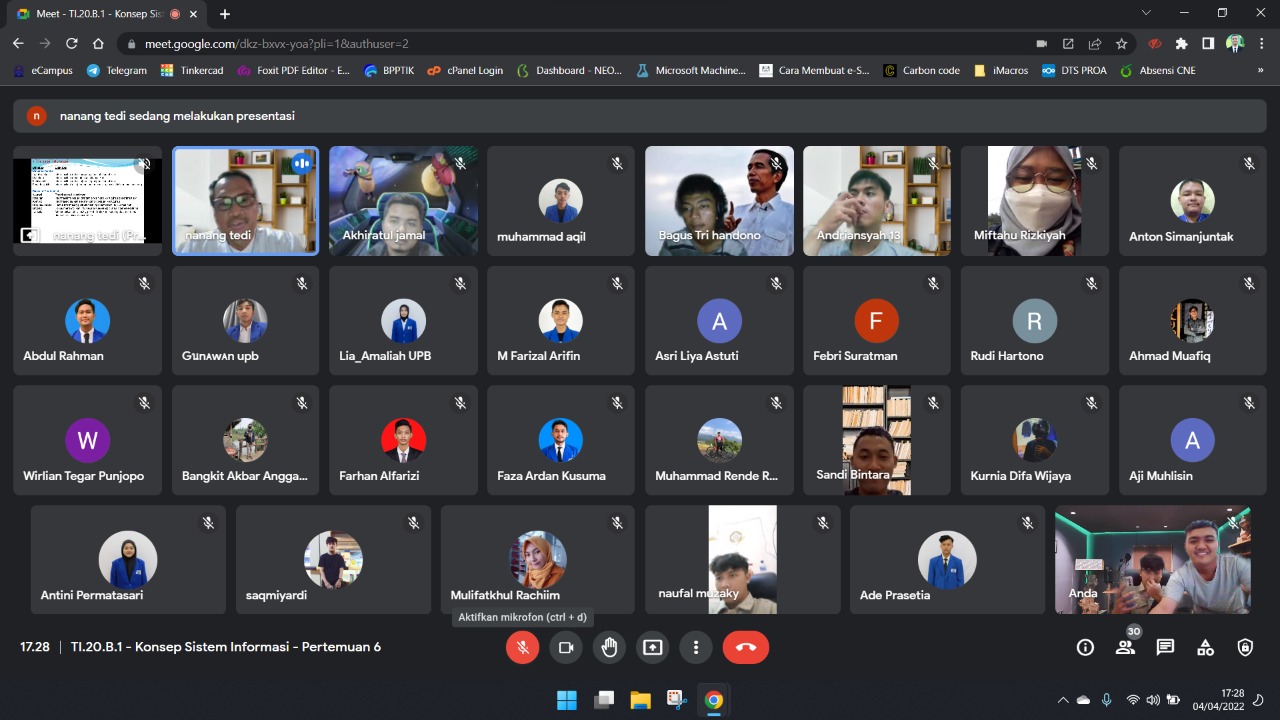 Meet - TI.20.B.1 - Konsep Sis
meet.google.com/dkz-bxvx-yoa?pli=1&authuser=2
eCampus
Telegram
Tinkercad
Foxit PDF Editor - E...
BPPTIK
cPanel Login
Dashboard - NEO...
Microsoft Machine...
Cara Membuat e-S...
Carbon code
iMacros
DTS PROA
Absensi CNE
»
n
nanang tedi sedang melakukan presentasi
nanang tedi (Pr...
nanang tedi
Akhiratul jamal
muhammad aqil
Bagus Tri handono
Andriansyah 13
Miftahu Rizkiyah
Anton Simanjuntak
Abdul Rahman
Gunawan upb
Lia_Amaliah UPB
M Farizal Arifin
A
Asri Liya Astuti
F
Febri Suratman
R
Rudi Hartono
Ahmad Muafiq
W
Wirlian Tegar Punjopo
Bangkit Akbar Angga...
Farhan Alfarizi
Faza Ardan Kusuma
Muhammad Rende R...
Sandi Bintara
Kurnia Difa Wijaya
A
Aji Muhlisin
Antini Permatasari
saqmiyardi
Mulifatkhul Rachiim
naufal muzaky
Ade Prasetia
Anda
Aktifkan mikrofon (ctrl + d)
17.28 | TI.20.B.1 - Konsep Sistem Informasi - Pertemuan 6
30
17:28
04/04/2022